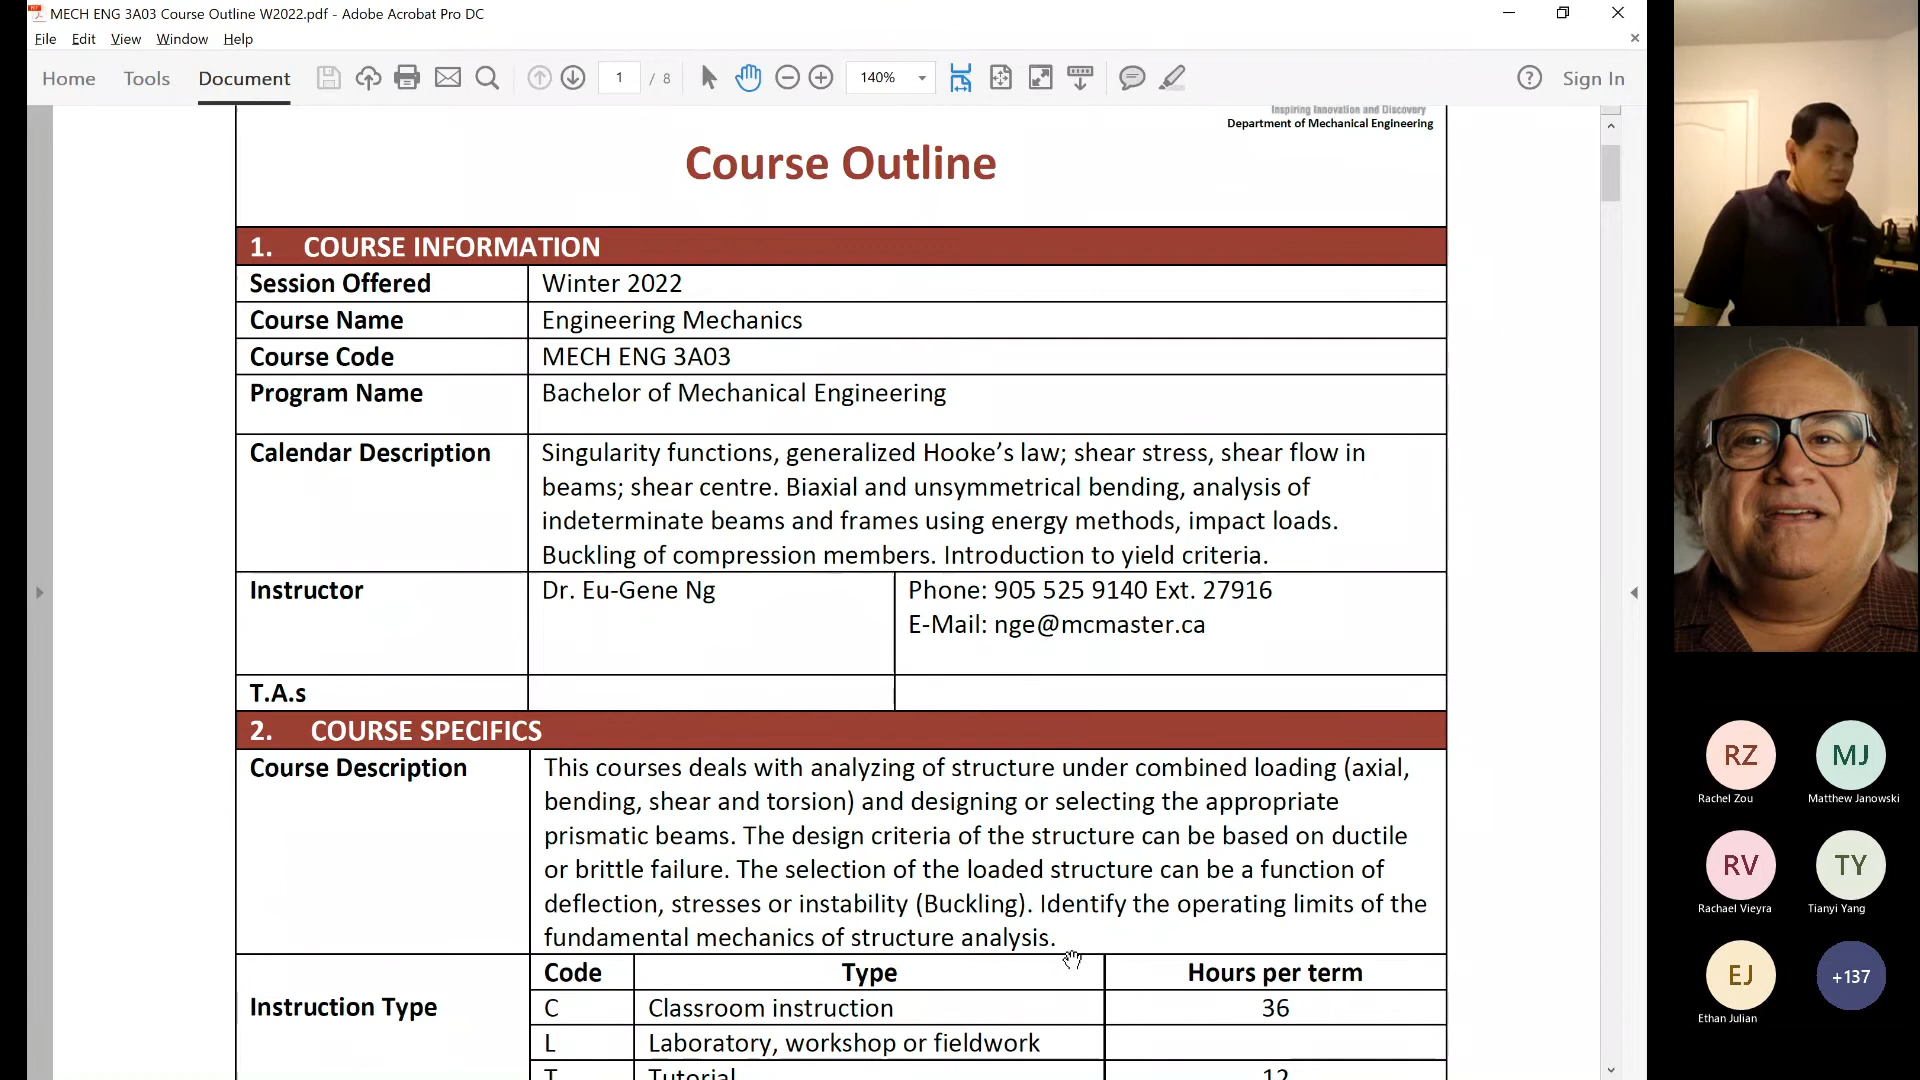 MECH ENG 3A03 Course Outline W2022.pdf - Adobe Acrobat Pro DC
File Edit View Window Help
Home Tools Document 1 / 8 140% Sign In
Inspiring Innovation and Discovery
Department of Mechanical Engineering
Course Outline
1. COURSE INFORMATION
Session Offered Winter 2022
Course Name Engineering Mechanics
Course Code MECH ENG 3A03
Program Name Bachelor of Mechanical Engineering
Calendar Description Singularity functions, generalized Hooke’s law; shear stress, shear flow in
beams; shear centre. Biaxial and unsymmetrical bending, analysis of
indeterminate beams and frames using energy methods, impact loads.
Buckling of compression members. Introduction to yield criteria.
Instructor Dr. Eu-Gene Ng Phone: 905 525 9140 Ext. 27916
E-Mail: nge@mcmaster.ca
T.A.s
2. COURSE SPECIFICS
Course Description This courses deals with analyzing of structure under combined loading (axial,
bending, shear and torsion) and designing or selecting the appropriate
prismatic beams. The design criteria of the structure can be based on ductile
or brittle failure. The selection of the loaded structure can be a function of
deflection, stresses or instability (Buckling). Identify the operating limits of the
fundamental mechanics of structure analysis.
Code Type Hours per term
Instruction Type C Classroom instruction 36
L Laboratory, workshop or fieldwork
T Tutorial 12
RZ MJ
Rachel Zou Matthew Janowski
RV TY
Rachael Vieyra Tianyi Yang
EJ +137
Ethan Julian